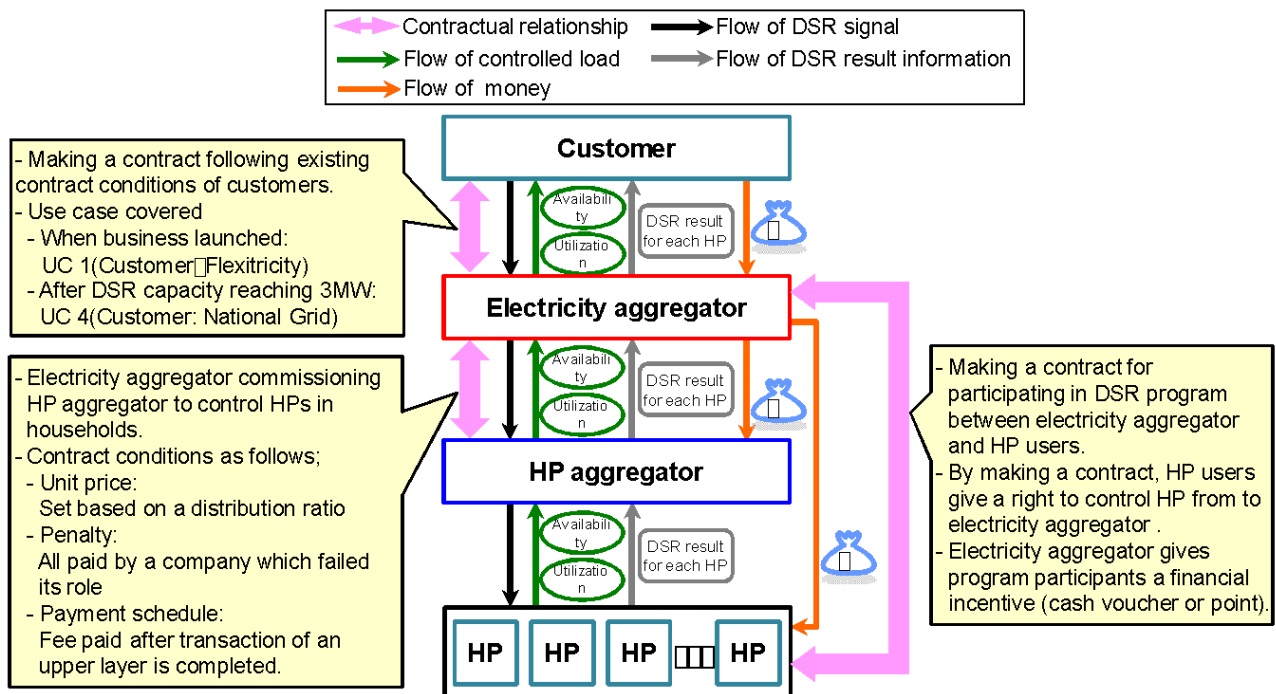 Contractual relationship
Flow of DSR signal
Flow of controlled load
Flow of DSR result information
Flow of money
- Making a contract following existing
contract conditions of customers.
- Use case covered
- When business launched:
UC 1(Customer□Flexitricity)
- After DSR capacity reaching 3MW:
UC 4(Customer: National Grid)
Customer
Availabili
ty
Utilizatio
n
DSR result
for each HP
□
Electricity aggregator
- Electricity aggregator commissioning
HP aggregator to control HPs in
households.
- Contract conditions as follows;
- Unit price:
Set based on a distribution ratio
- Penalty:
All paid by a company which failed
its role
- Payment schedule:
Fee paid after transaction of an
upper layer is completed.
Availabili
ty
Utilizatio
n
DSR result
for each HP
□
HP aggregator
Availabili
ty
Utilizatio
n
DSR result
for each HP
□
HP
HP
HP
□□□
HP
- Making a contract for
participating in DSR program
between electricity aggregator
and HP users.
- By making a contract, HP users
give a right to control HP from to
electricity aggregator .
- Electricity aggregator gives
program participants a financial
incentive (cash voucher or point).